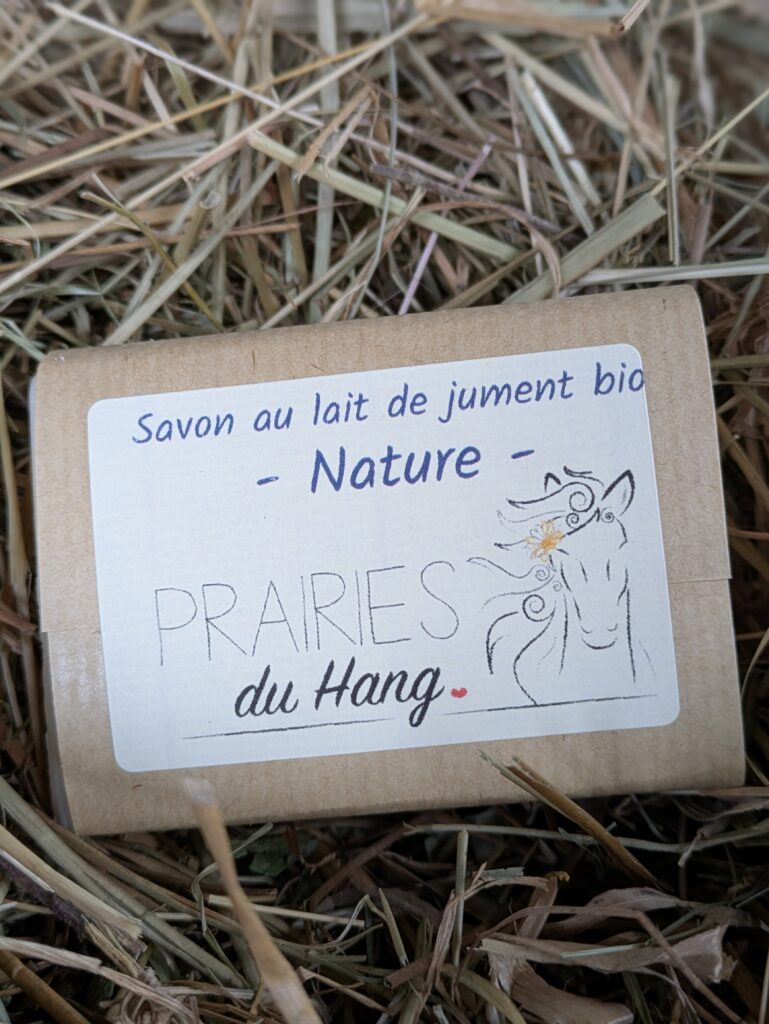 Savon au lait de jument bio
- Nature -
PRAIRIES
du Hang